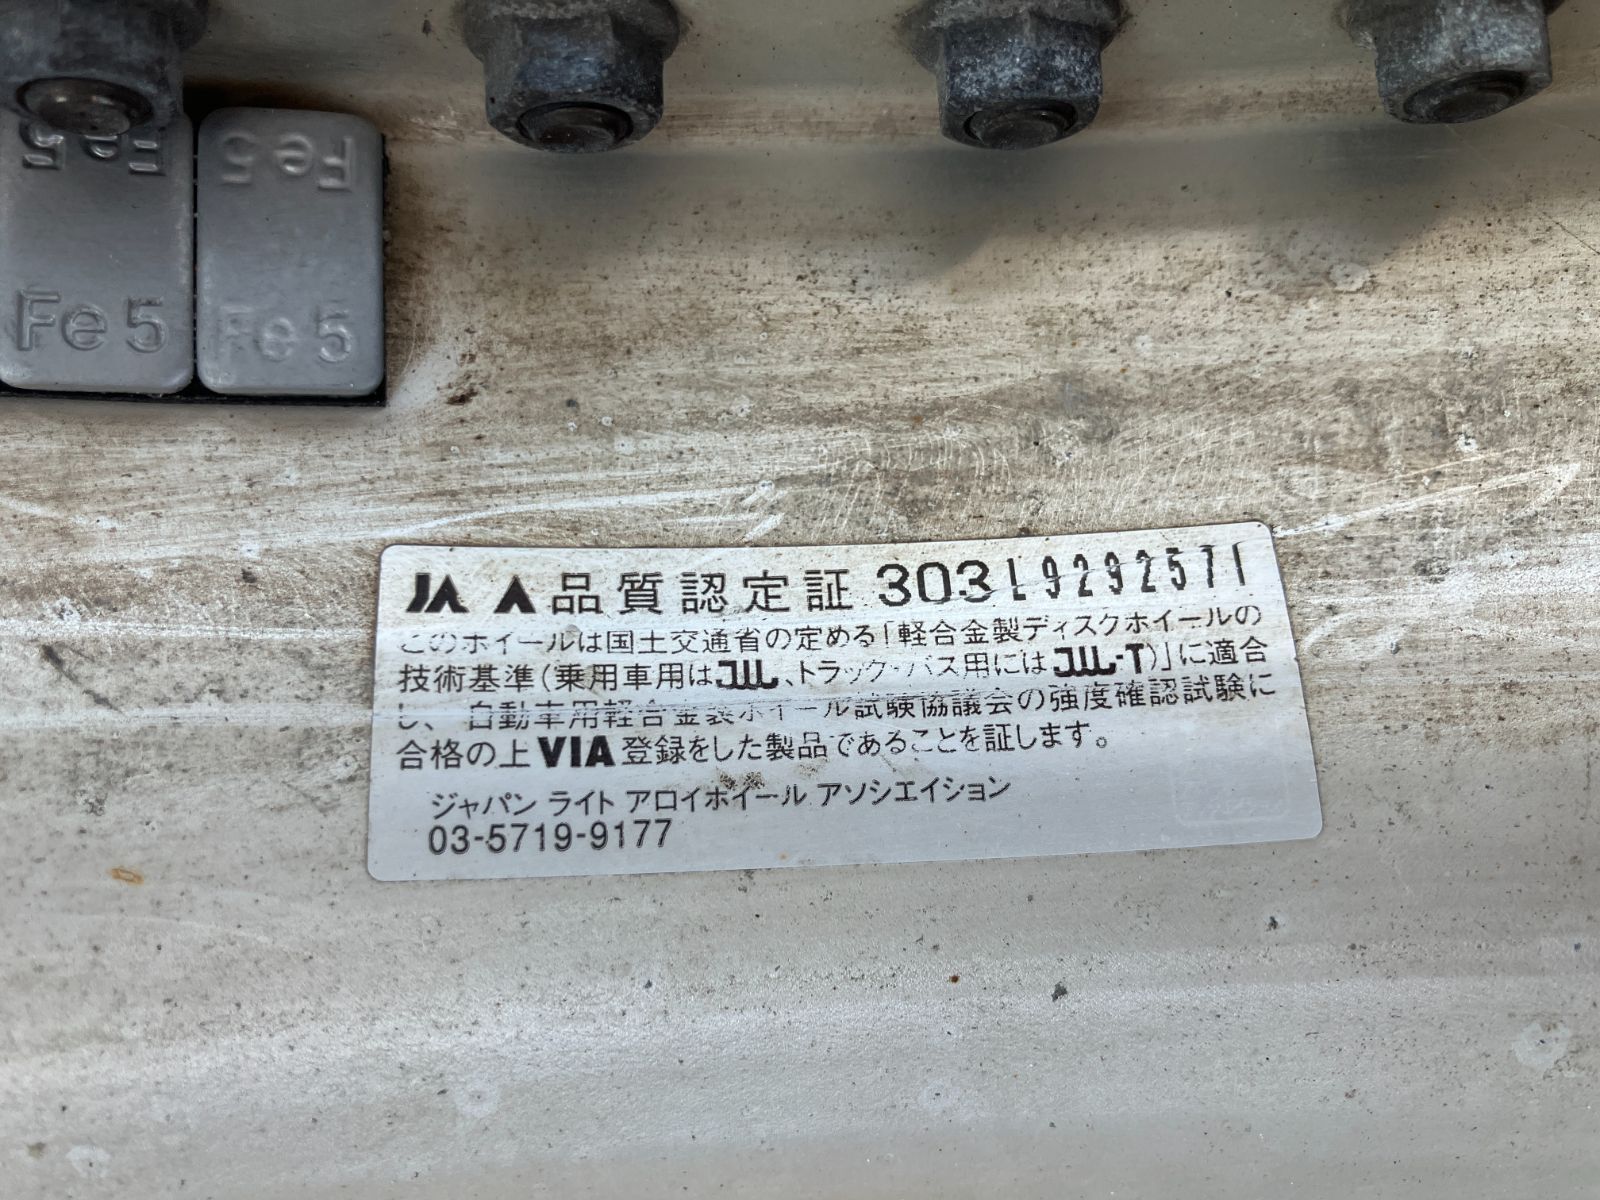 Fe5
Fe5
Fe5
Fe5
JAWA 品質認定証 303L9292571
このホイールは国土交通省の定める「軽合金製ディスクホイールの
技術基準(乗用車用はJWL、トラック・バス用にはJWL-T)」に適合
し、自動車用軽合金製ホイール試験協議会の強度確認試験に
合格の上VIA登録をした製品であることを証します。
ジャパン ライト アロイホイール アソシエイション
03-5719-9177